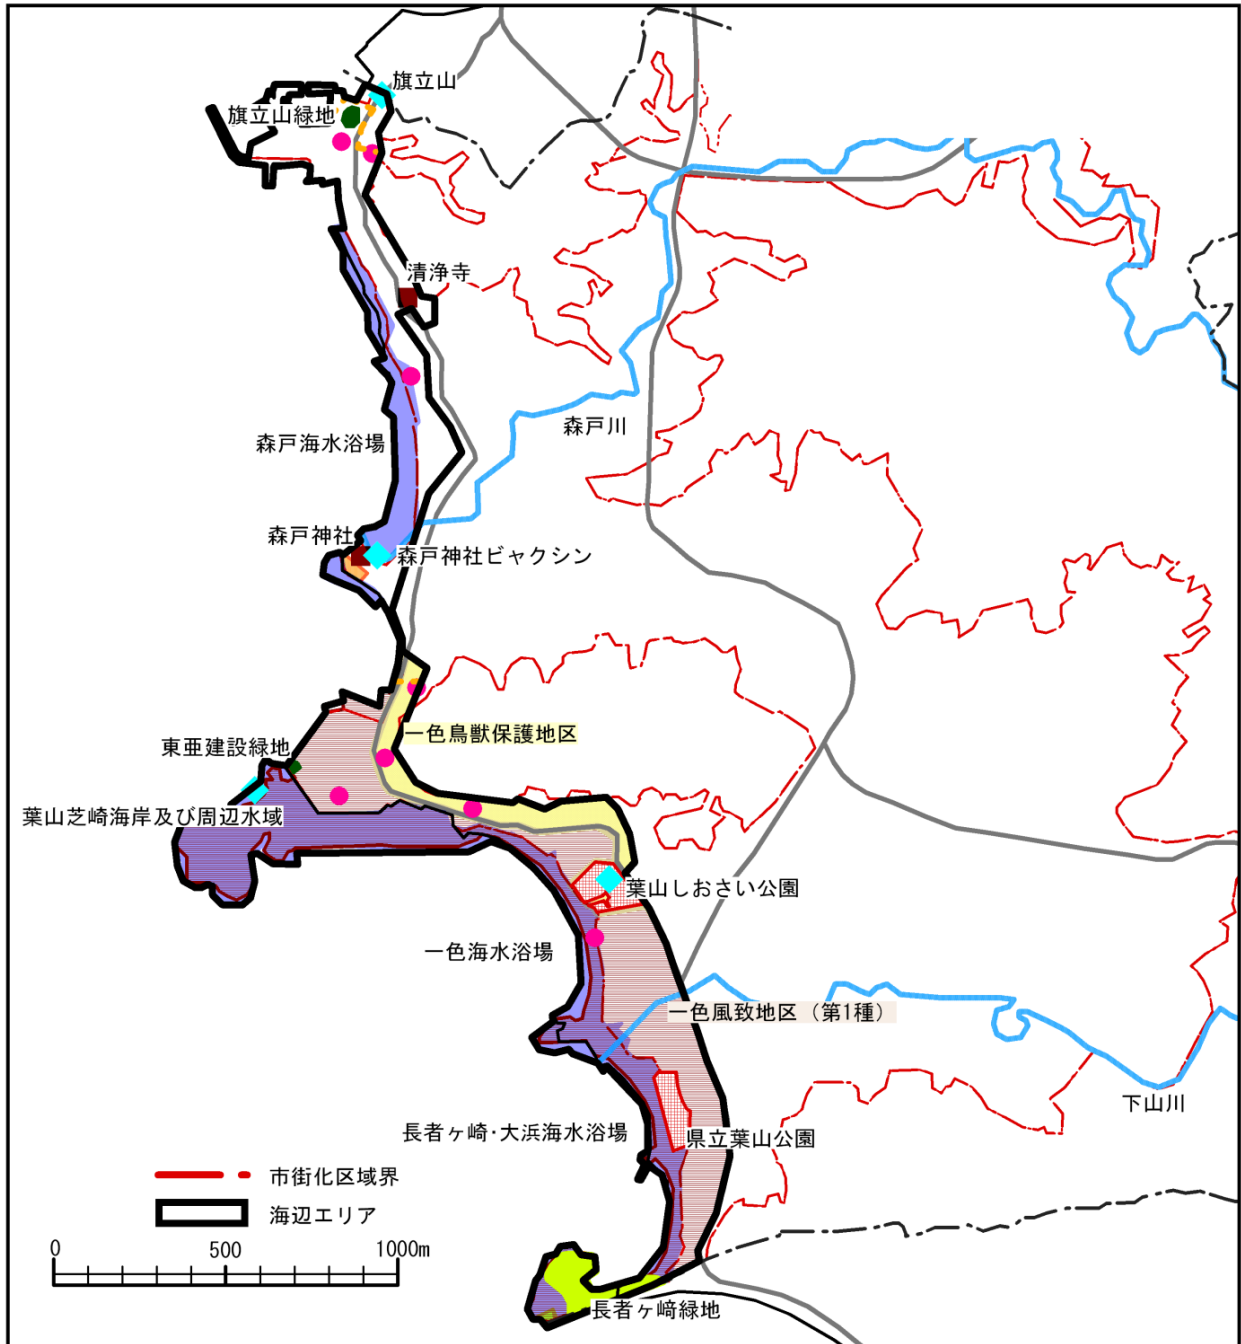 旗立山
旗立山緑地
清浄寺
森戸川
森戸海水浴場
森戸神社
森戸神社ビャクシン
一色鳥獣保護地区
東亜建設緑地
葉山芝崎海岸及び周辺水域
葉山しおさい公園
一色海水浴場
一色風致地区（第1種）
下山川
長者ヶ崎･大浜海水浴場
県立葉山公園
市街化区域界
海辺エリア
0 500 1000m
長者ヶ﨑緑地